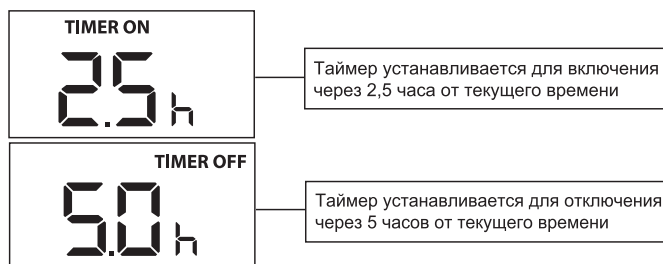 TIMER ON
2.5 h
Таймер устанавливается для включения
через 2,5 часа от текущего времени
TIMER OFF
5.0 h
Таймер устанавливается для отключения
через 5 часов от текущего времени